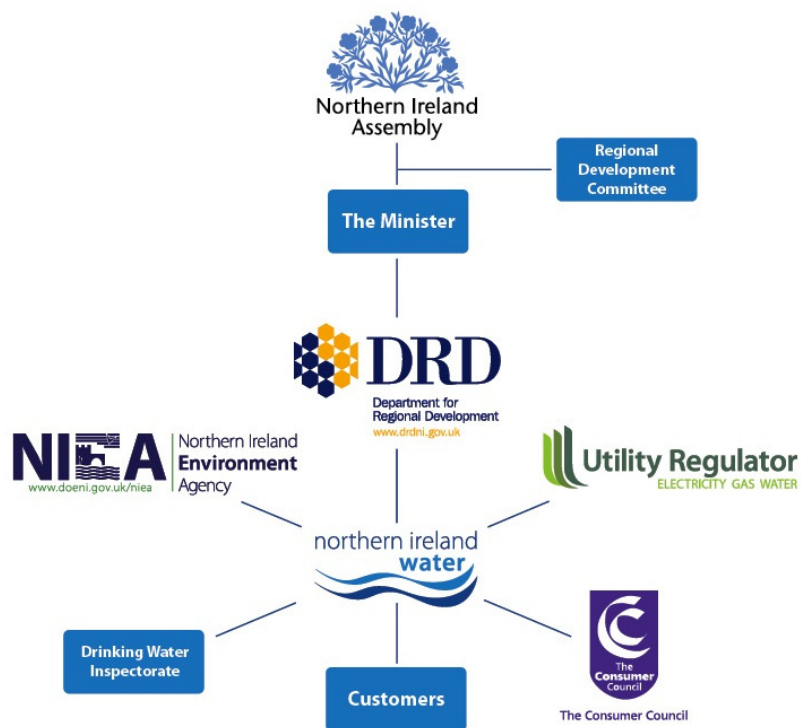 Northern Ireland
Assembly
Regional
Development
Committee
The Minister
DRD
Department for
Regional Development
www.drdni.gov.uk
NIEA
www.doeni.gov.uk/niea
Northern Ireland
Environment
Agency
Utility Regulator
ELECTRICITY GAS WATER
northern ireland
water
Drinking Water
Inspectorate
Customers
The
Consumer
Council
The Consumer Council